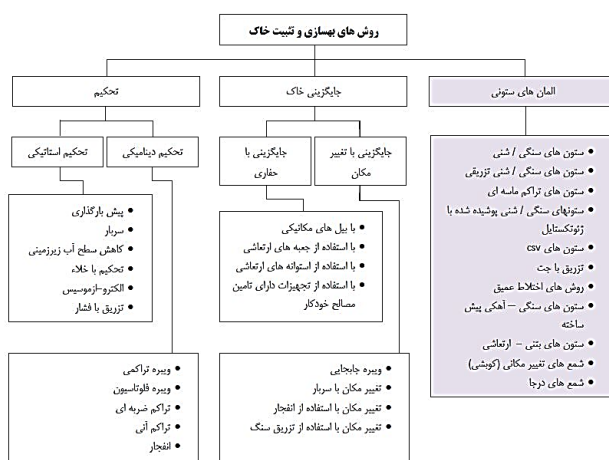 روش های بهسازی و تثبیت خاک
المان های ستونی
جایگزینی خاک
تحکیم
جایگزینی با تغییر
مکان
جایگزینی با
حفاری
تحکیم دینامیکی
تحکیم استاتیکی
• ستون های سنگی / شنی
• ستون های سنگی / شنی تزریقی
• ستون های تراکم ماسه ای
• ستونهای سنگی / شنی پوشیده شده با
ژئوتکستایل
• ستون های csv
• تزریق با جت
• روش های اختلاط عمیق
• ستون های سنگی – آهکی پیش
ساخته
• ستون های بتنی – ارتعاشی
• شمع های تغییر مکانی (کوبشی)
• شمع های درجا
• با بیل های مکانیکی
• با استفاده از جعبه های ارتعاشی
• با استفاده از استوانه های ارتعاشی
• با استفاده از تجهیزات دارای تامین
مصالح خودکار
• پیش بارگذاری
• سربار
• کاهش سطح آب زیرزمینی
• تحکیم با خلاء
• الکترو-ازموسیس
• تزریق با فشار
• ویبره جابجایی
• تغییر مکان با سربار
• تغییر مکان با استفاده از انفجار
• تغییر مکان با استفاده از تزریق سنگ
• ویبره تراکمی
• ویبره فلوتاسیون
• تراکم ضربه ای
• تراکم آنی
• انفجار